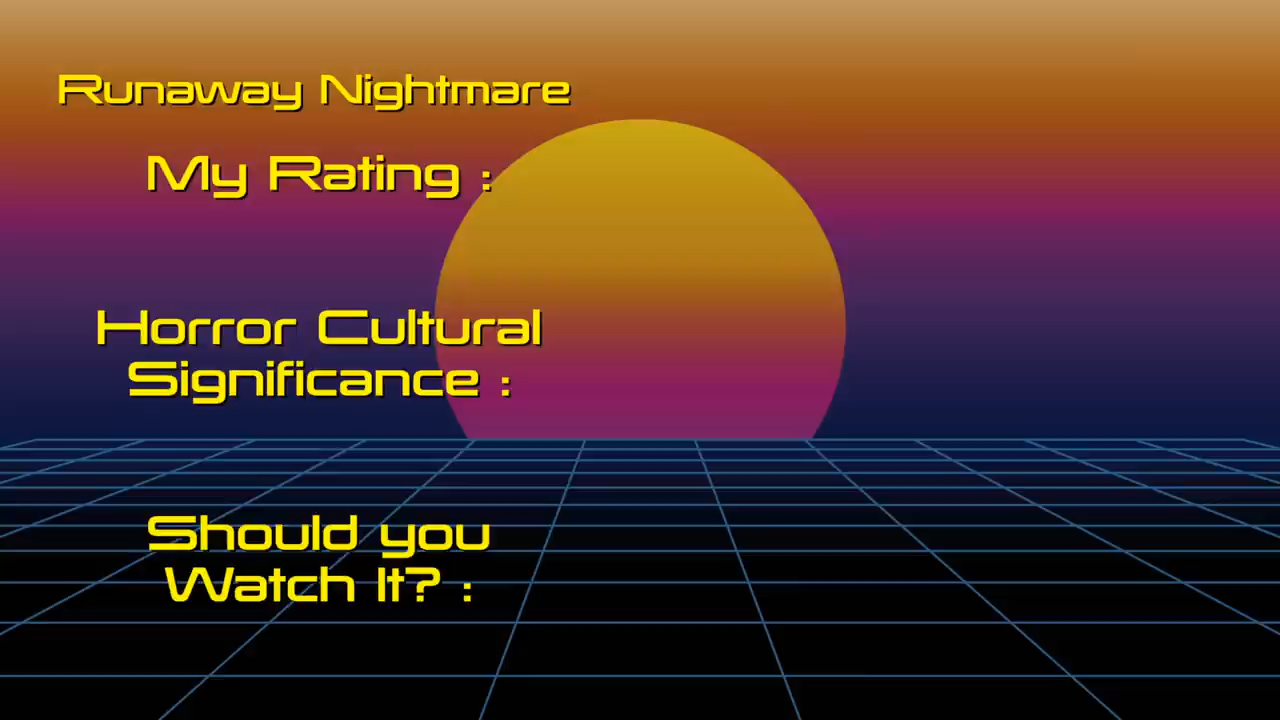 Runaway Nightmare
My Rating :
Horror Cultural
Significance :
Should you
Watch It? :